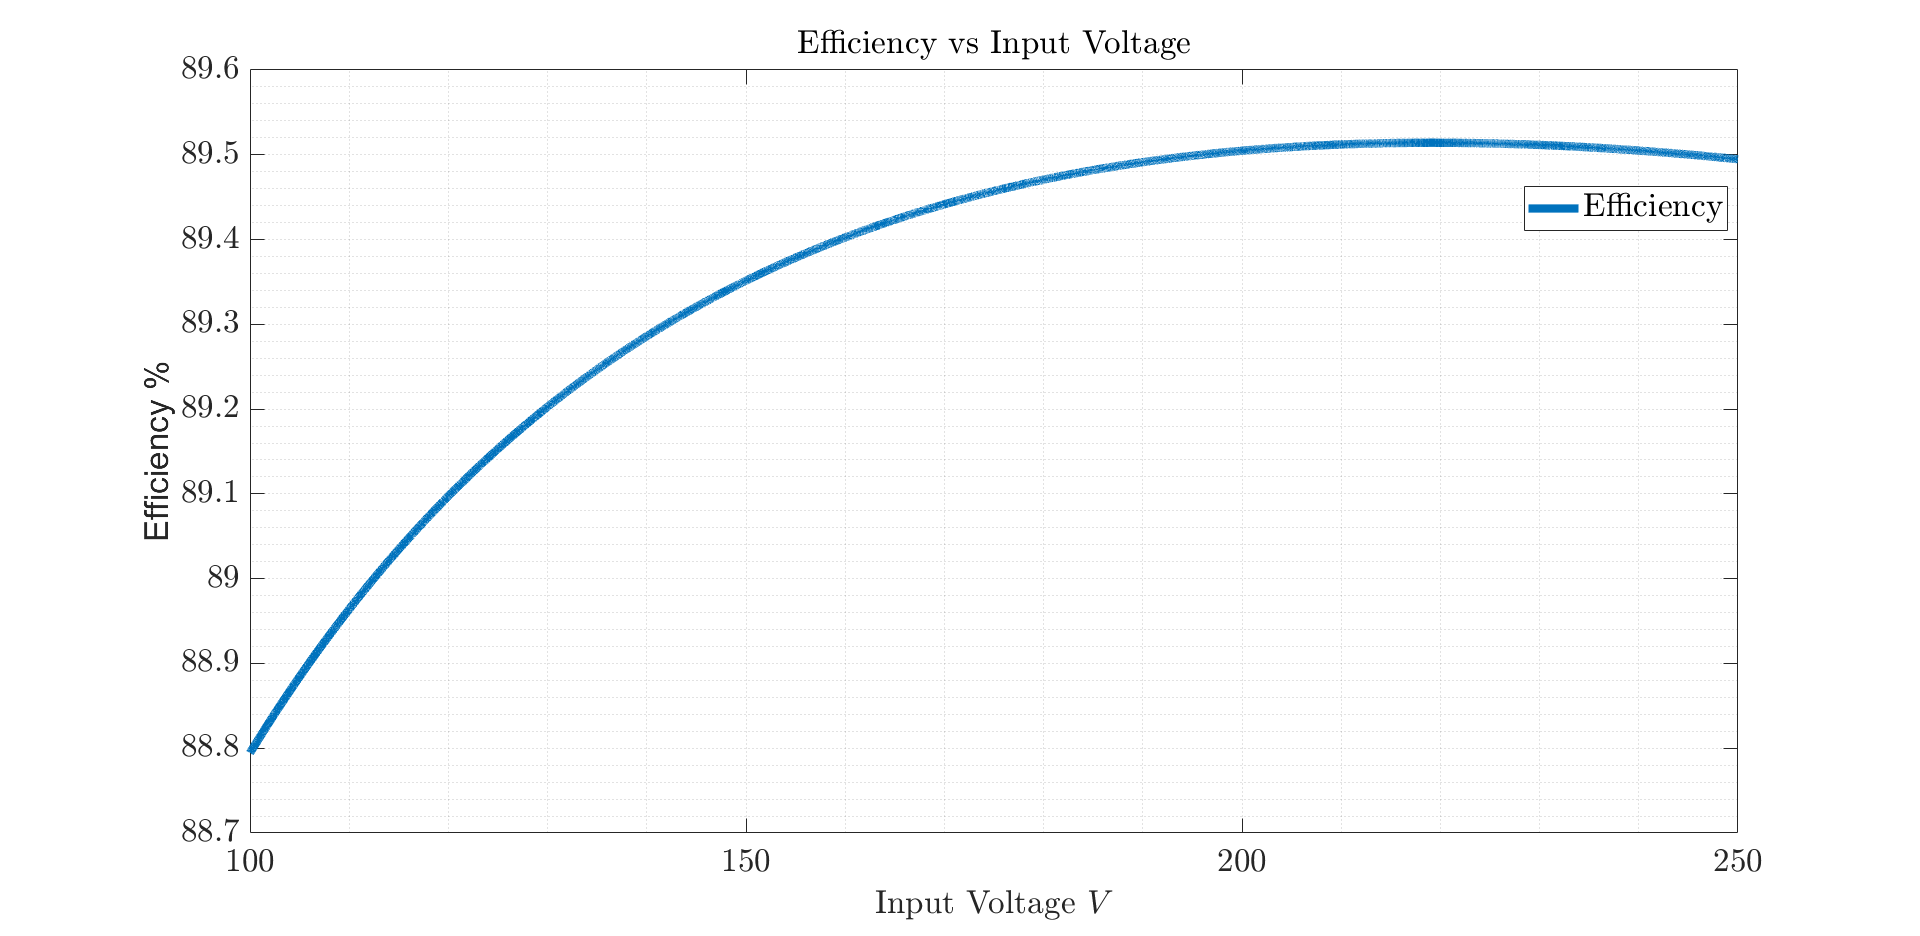 Efficiency vs Input Voltage
89.6
89.5
89.4
89.3
89.2
89.1
89
88.9
88.8
88.7
Efficiency %
Efficiency
100 150 200 250
Input Voltage V